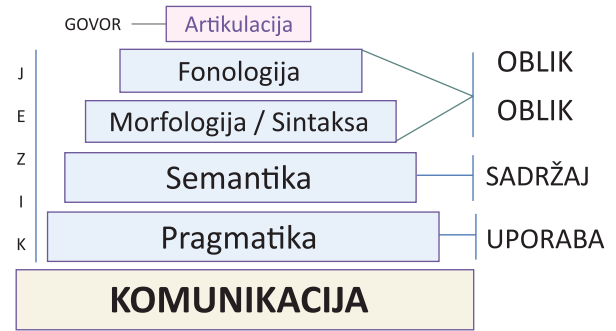 GOVOR
Artikulacija
Fonologija
OBLIK
Morfologija / Sintaksa
OBLIK
Semantika
SADRŽAJ
Pragmatika
UPORABA
J
E
Z
I
K
KOMUNIKACIJA